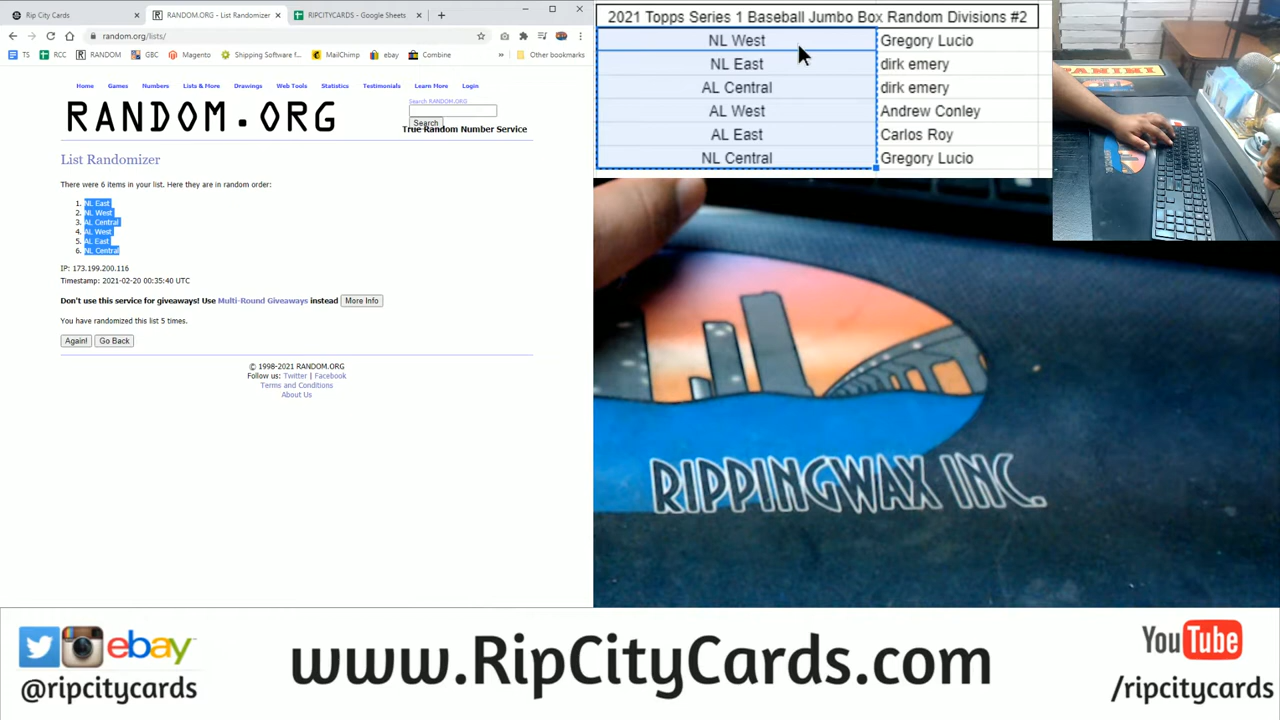 Rip City Cards
RANDOM.ORG - List Randomizer
RIPCITYCARDS - Google Sheets
random.org/lists/
TS
RCC
RANDOM
Magento
Shipping Software f...
MailChimp
ebay
Combine
Other bookmarks
Home
Games
Numbers
Lists & More
Drawings
Web Tools
Statistics
Testimonials
Learn More
Login
RANDOM.ORG
Search RANDOM.ORG
Search
True Random Number Service
List Randomizer
There were 6 items in your list. Here they are in random order:
1. NL East
2. NL West
3. AL Central
4. AL West
5. AL East
6. NL Central
IP: 173.199.200.116
Timestamp: 2021-02-20 00:35:40 UTC
Don't use this service for giveaways! Use Multi-Round Giveaways instead More Info
You have randomized this list 5 times.
Again! Go Back
© 1998-2021 RANDOM.ORG
Follow us: Twitter | Facebook
Terms and Conditions
About Us
2021 Topps Series 1 Baseball Jumbo Box Random Divisions #2
NL West Gregory Lucio
NL East dirk emery
AL Central dirk emery
AL West Andrew Conley
AL East Carlos Roy
NL Central Gregory Lucio
PANINI
RIPPINGWAX INC.
ebay
@ripcitycards
www.RipCityCards.com
YouTube
/ripcitycards